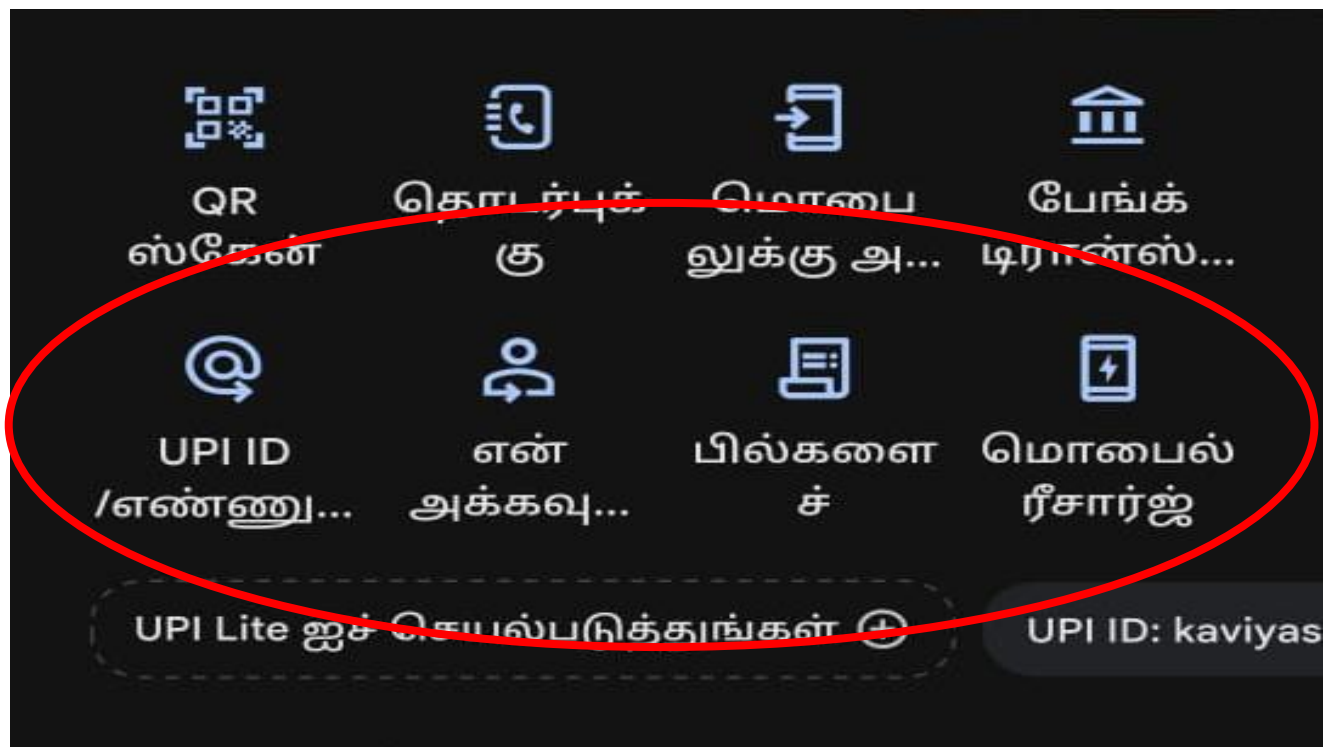 QR தொடர்புக் மொபை பேங்க்
ஸ்கேன் கு லுக்கு அ... டிரான்ஸ்...
UPI ID என் பில்களை மொபைல்
/எண்ணு... அக்கவு... ச் ரீசார்ஜ்
UPI Lite ஐச் செயல்படுத்துங்கள் UPI ID: kaviyas